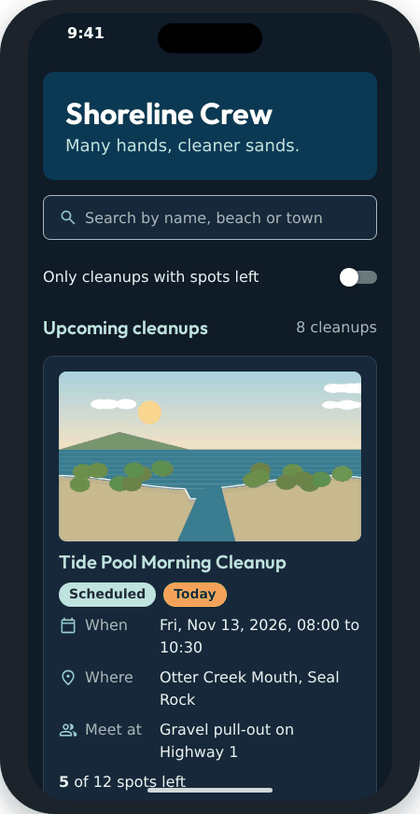 9:41
Shoreline Crew
Many hands, cleaner sands.
Search by name, beach or town
Only cleanups with spots left
Upcoming cleanups 8 cleanups
Tide Pool Morning Cleanup
Scheduled Today
When Fri, Nov 13, 2026, 08:00 to
10:30
Where Otter Creek Mouth, Seal
Rock
Meet at Gravel pull-out on
Highway 1
5 of 12 spots left